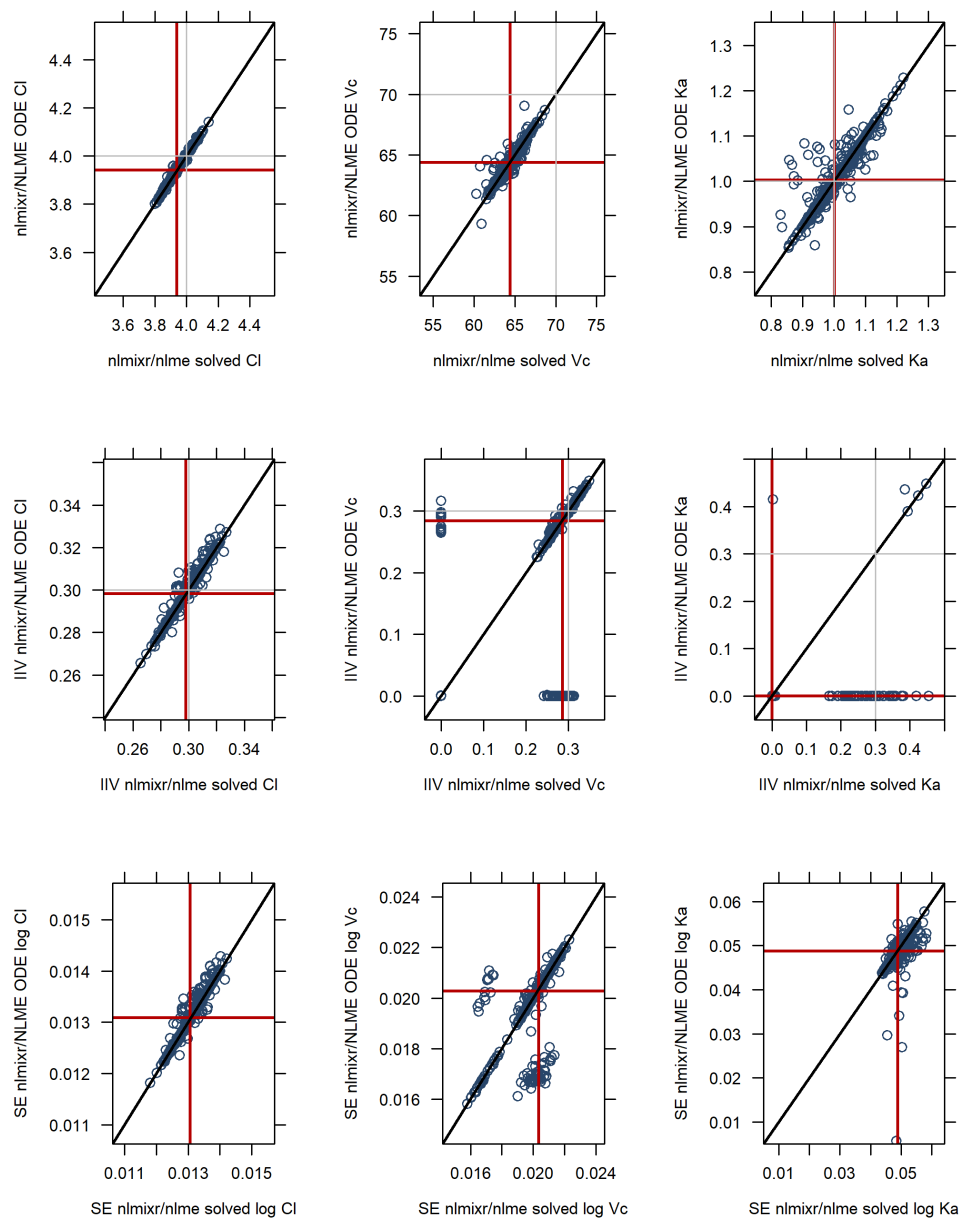 nlmixr/NLME ODE Cl
4.4
4.2
4.0
3.8
3.6
3.6 3.8 4.0 4.2 4.4
nlmixr/nlme solved Cl
nlmixr/NLME ODE Vc
75
70
65
60
55
55 60 65 70 75
nlmixr/nlme solved Vc
nlmixr/NLME ODE Ka
1.3
1.2
1.1
1.0
0.9
0.8
0.8 0.9 1.0 1.1 1.2 1.3
nlmixr/nlme solved Ka
IIV nlmixr/NLME ODE Cl
0.34
0.32
0.30
0.28
0.26
0.26 0.30 0.34
IIV nlmixr/nlme solved Cl
IIV nlmixr/NLME ODE Vc
0.3
0.2
0.1
0.0
0.0 0.1 0.2 0.3
IIV nlmixr/nlme solved Vc
IIV nlmixr/NLME ODE Ka
0.4
0.3
0.2
0.1
0.0
0.0 0.1 0.2 0.3 0.4
IIV nlmixr/nlme solved Ka
SE nlmixr/NLME ODE log Cl
0.015
0.014
0.013
0.012
0.011
0.011 0.013 0.015
SE nlmixr/nlme solved log Cl
SE nlmixr/NLME ODE log Vc
0.024
0.022
0.020
0.018
0.016
0.016 0.020 0.024
SE nlmixr/nlme solved log Vc
SE nlmixr/NLME ODE log Ka
0.06
0.05
0.04
0.03
0.02
0.01
0.01 0.03 0.05
SE nlmixr/nlme solved log Ka